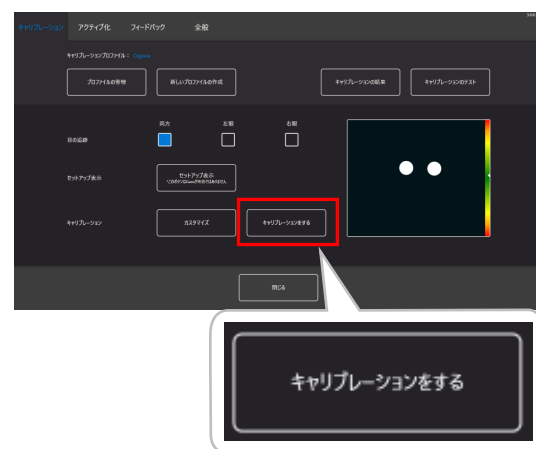 キャリブレーション アクティブ化 フィードバック 全般
キャリブレーションプロファイル：
プロファイルの管理 新しいプロファイルの作成 キャリブレーションの結果 キャリブレーションのテスト
両方 左眼 右眼
目の追跡
セットアップ表示 セットアップ表示
キャリブレーション カスタマイズ キャリブレーションをする
閉じる
キャリブレーションをする